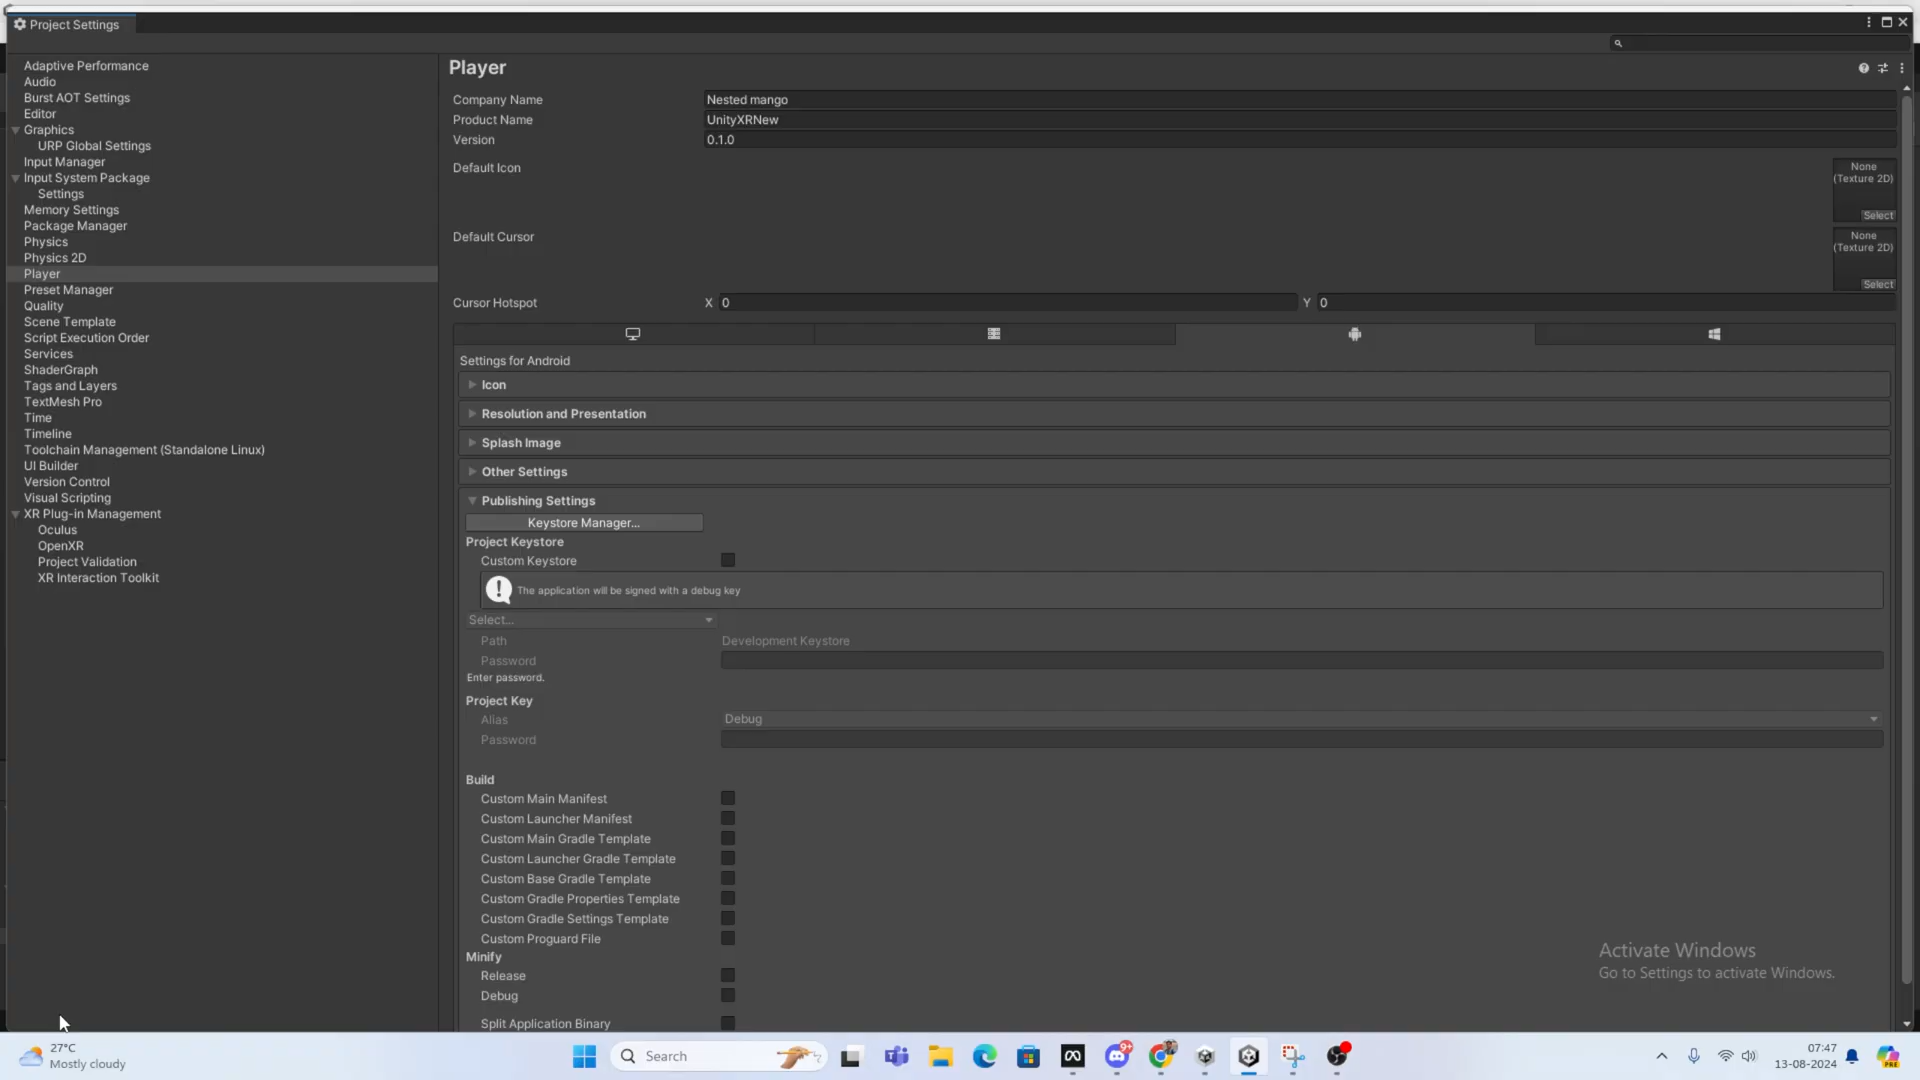 Project Settings
Adaptive Performance
Audio
Burst AOT Settings
Editor
Graphics
URP Global Settings
Input Manager
Input System Package
Settings
Memory Settings
Package Manager
Physics
Physics 2D
Player
Preset Manager
Quality
Scene Template
Script Execution Order
Services
ShaderGraph
Tags and Layers
TextMesh Pro
Time
Timeline
Toolchain Management (Standalone Linux)
UI Builder
Version Control
Visual Scripting
XR Plug-in Management
Oculus
OpenXR
Project Validation
XR Interaction Toolkit
Player
Company Name Nested mango
Product Name UnityXRNew
Version 0.1.0
Default Icon
None
(Texture 2D)
Select
Default Cursor
None
(Texture 2D)
Select
Cursor Hotspot X 0 Y 0
Settings for Android
Icon
Resolution and Presentation
Splash Image
Other Settings
Publishing Settings
Keystore Manager...
Project Keystore
Custom Keystore
The application will be signed with a debug key
Select...
Path Development Keystore
Password
Enter password.
Project Key
Alias Debug
Password
Build
Custom Main Manifest
Custom Launcher Manifest
Custom Main Gradle Template
Custom Launcher Gradle Template
Custom Base Gradle Template
Custom Gradle Properties Template
Custom Gradle Settings Template
Custom Proguard File
Minify
Release
Debug
Split Application Binary
Activate Windows
Go to Settings to activate Windows.
27°C
Mostly cloudy
Search
9+
07:47
13-08-2024
PRE